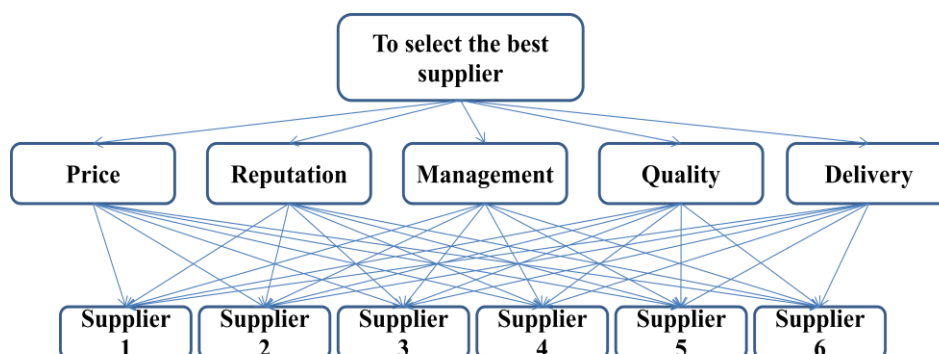 To select the best
supplier
Price
Reputation
Management
Quality
Delivery
Supplier
1
Supplier
2
Supplier
3
Supplier
4
Supplier
5
Supplier
6